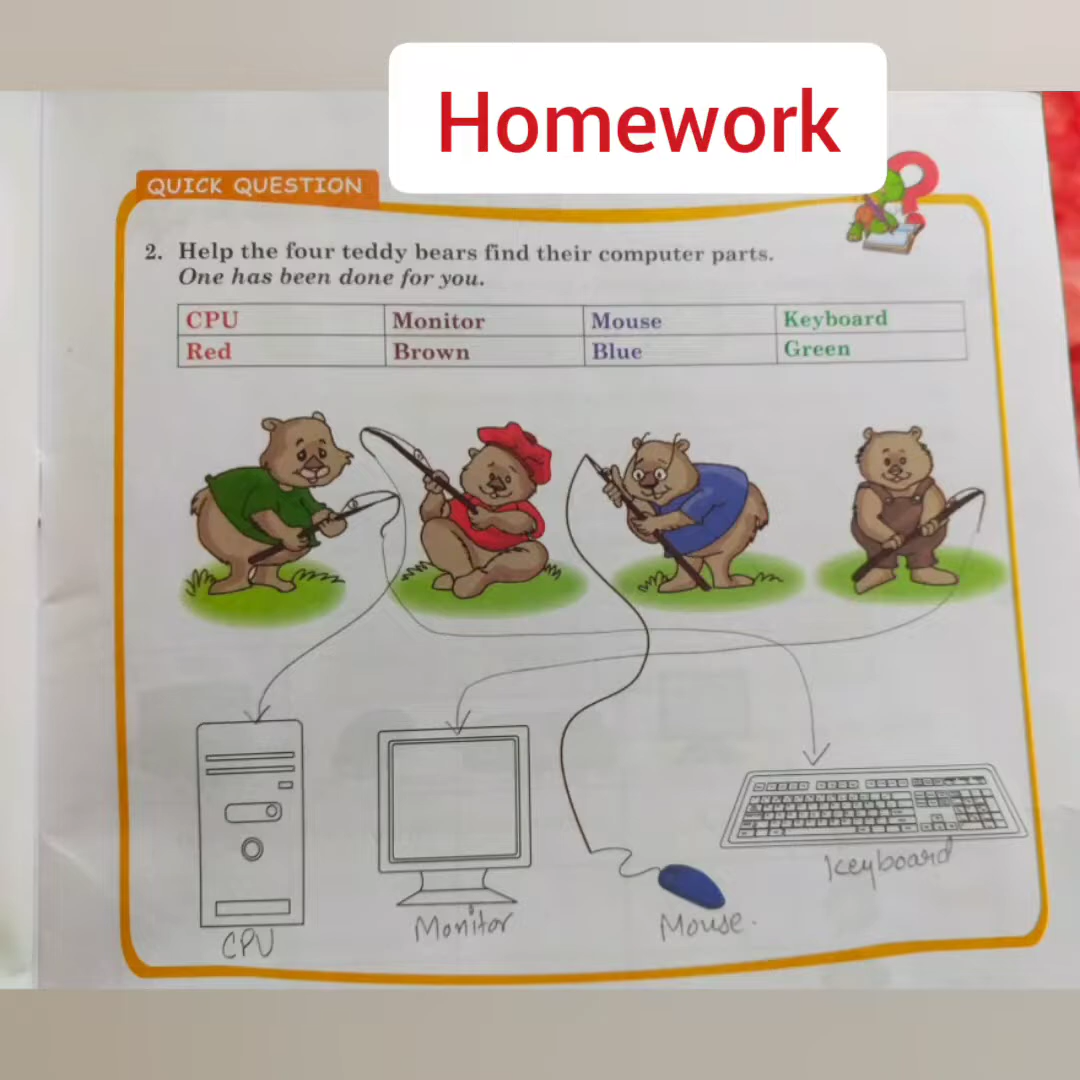 Homework
QUICK QUESTION
2. Help the four teddy bears find their computer parts.
One has been done for you.
CPU Monitor Mouse Keyboard
Red Brown Blue Green
CPU
Monitor
Mouse.
Keyboard